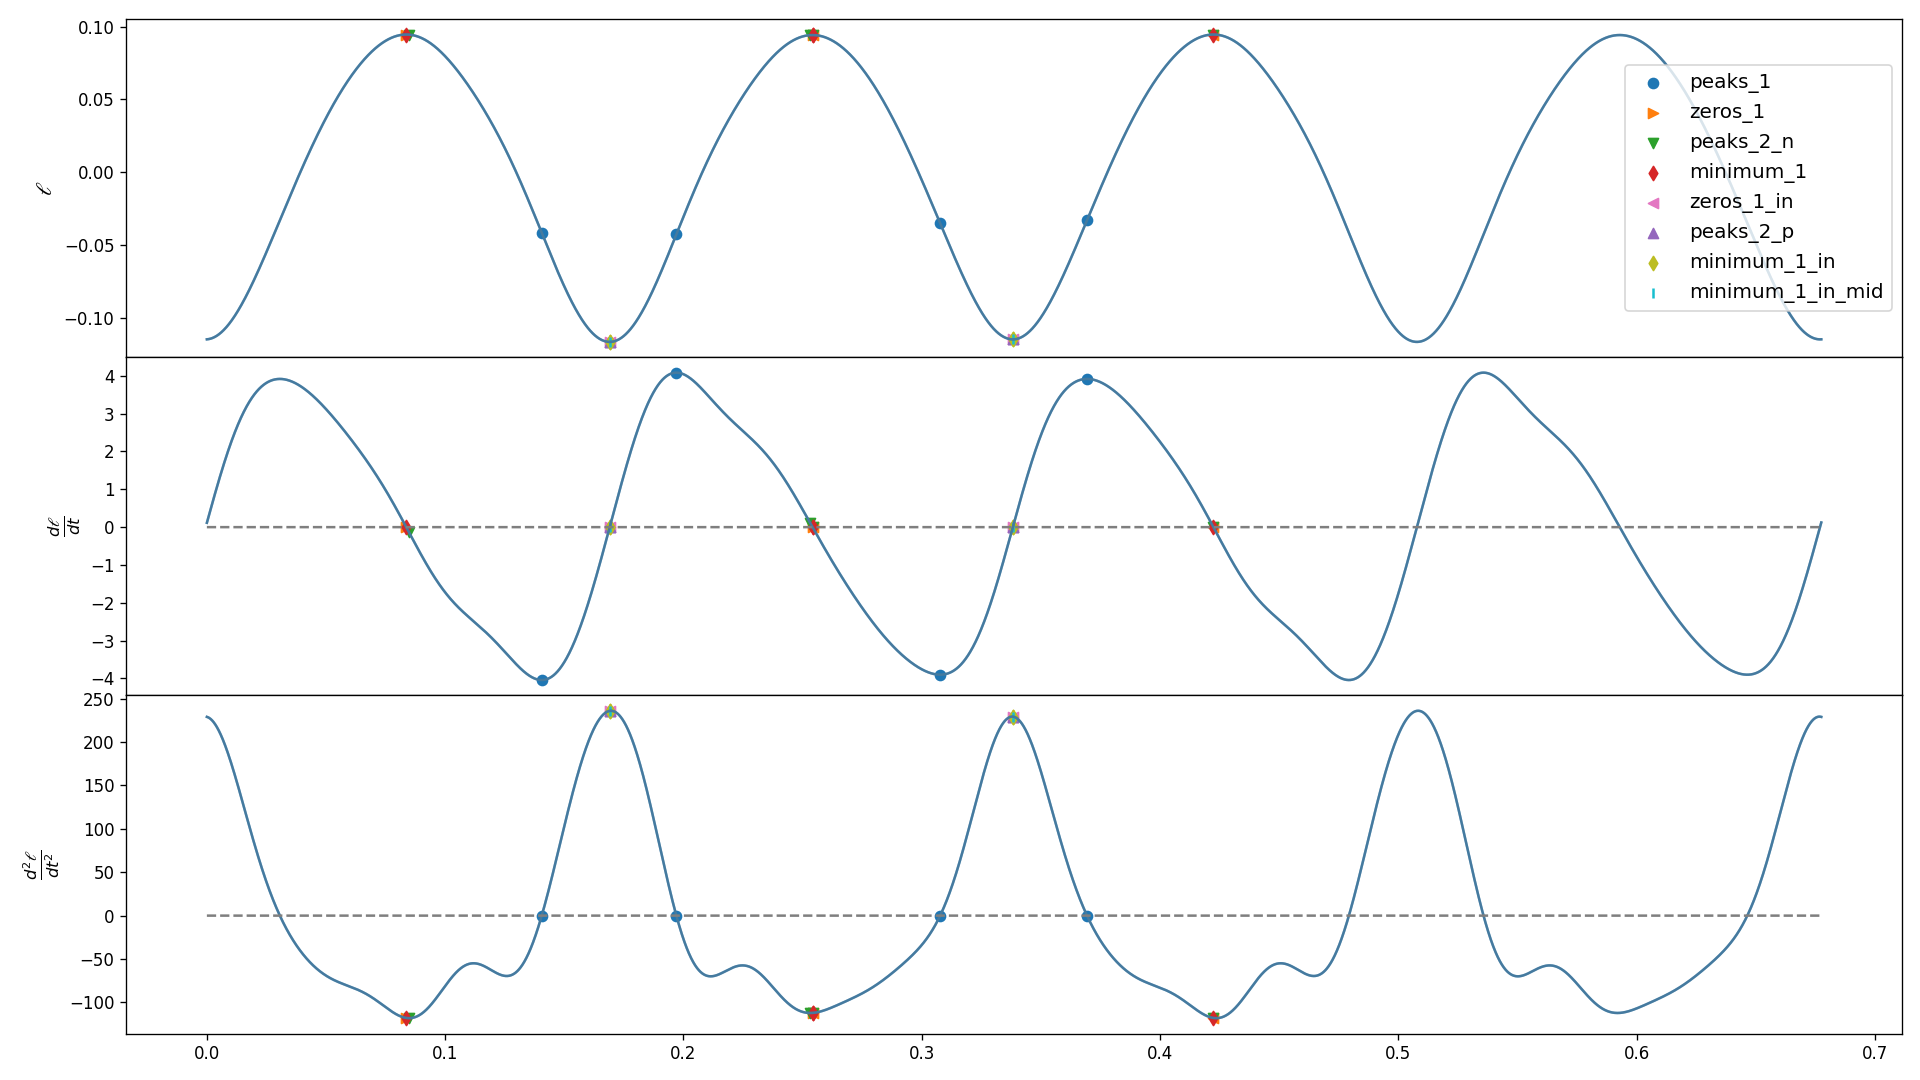 0.10
0.05
0.00
−0.05
−0.10
ℓ
peaks_1
zeros_1
peaks_2_n
minimum_1
zeros_1_in
peaks_2_p
minimum_1_in
minimum_1_in_mid
4
3
2
1
0
−1
−2
−3
−4
dℓ/dt
250
200
150
100
50
0
−50
−100
d²ℓ/dt²
0.0 0.1 0.2 0.3 0.4 0.5 0.6 0.7